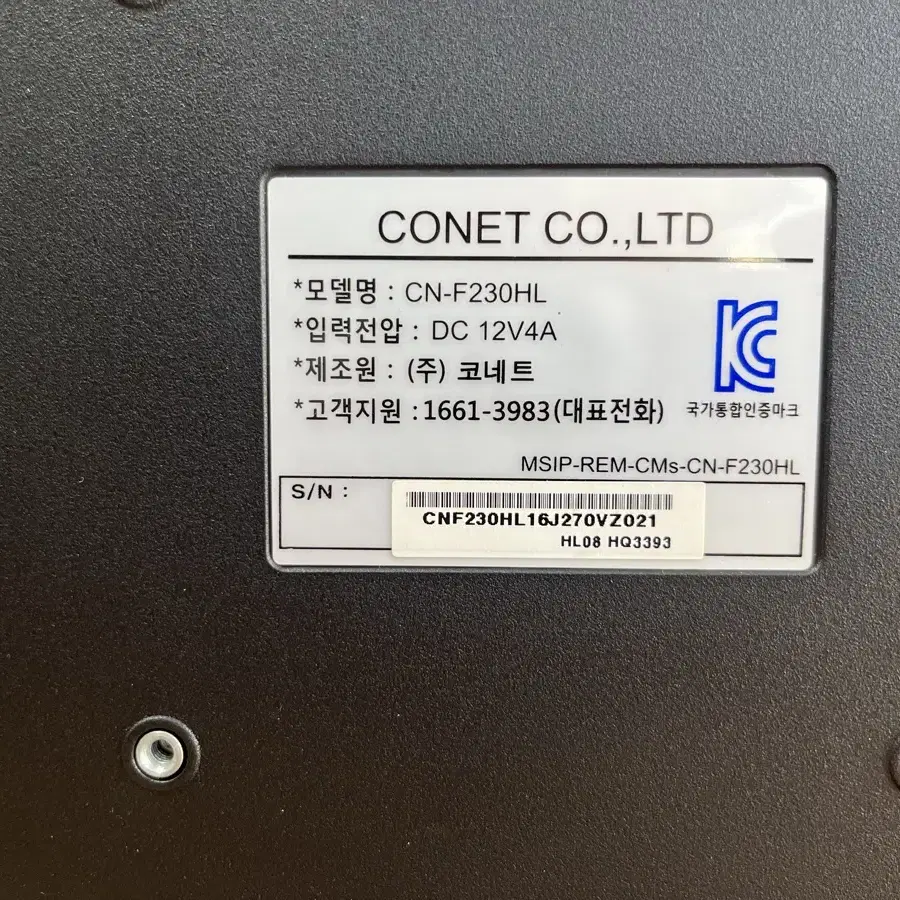 CONET CO.,LTD
*모델명 : CN-F230HL
*입력전압 : DC 12V4A
*제조원 : (주) 코네트
*고객지원 :1661-3983(대표전화)
국가통합인증마크
MSIP-REM-CMs-CN-F230HL
S/N :
CNF230HL16J270VZ021
HL08 HQ3393